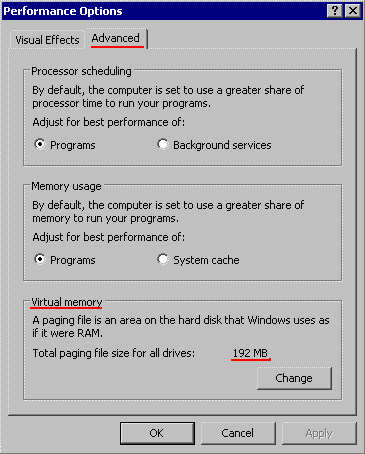 Performance Options
Visual Effects
Advanced
Processor scheduling
By default, the computer is set to use a greater share of
processor time to run your programs.
Adjust for best performance of:
Programs
Background services
Memory usage
By default, the computer is set to use a greater share of
memory to run your programs.
Adjust for best performance of:
Programs
System cache
Virtual memory
A paging file is an area on the hard disk that Windows uses as
if it were RAM.
Total paging file size for all drives:
192 MB
Change
OK
Cancel
Apply